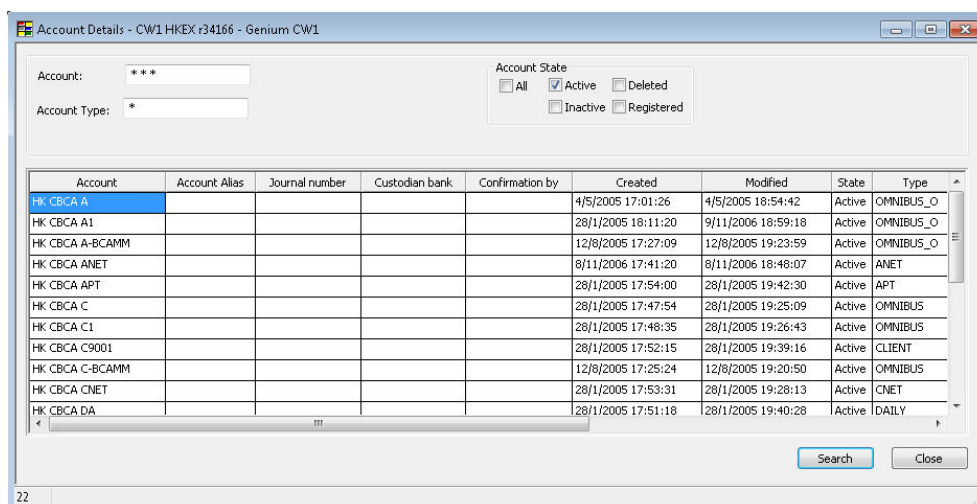 Account Details - CW1 HKEX r34166 - Genium CW1
Account: ***
Account Type: *
Account State
All Active Deleted
Inactive Registered
Account Account Alias Journal number Custodian bank Confirmation by Created Modified State Type
HK CBCA A 4/5/2005 17:01:26 4/5/2005 18:54:42 Active OMNIBUS_O
HK CBCA A1 28/1/2005 18:11:20 9/11/2006 18:59:18 Active OMNIBUS_O
HK CBCA A-BCAMM 12/8/2005 17:27:09 12/8/2005 19:23:59 Active OMNIBUS_O
HK CBCA ANET 8/11/2006 17:41:20 8/11/2006 18:48:07 Active ANET
HK CBCA APT 28/1/2005 17:54:00 28/1/2005 19:42:30 Active APT
HK CBCA C 28/1/2005 17:47:54 28/1/2005 19:25:09 Active OMNIBUS
HK CBCA C1 28/1/2005 17:48:35 28/1/2005 19:26:43 Active OMNIBUS
HK CBCA C9001 28/1/2005 17:52:15 28/1/2005 19:39:16 Active CLIENT
HK CBCA C-BCAMM 12/8/2005 17:25:24 12/8/2005 19:20:50 Active OMNIBUS
HK CBCA CNET 28/1/2005 17:53:31 28/1/2005 19:28:13 Active CNET
HK CBCA DA 28/1/2005 17:51:18 28/1/2005 19:40:28 Active DAILY
Search Close
22